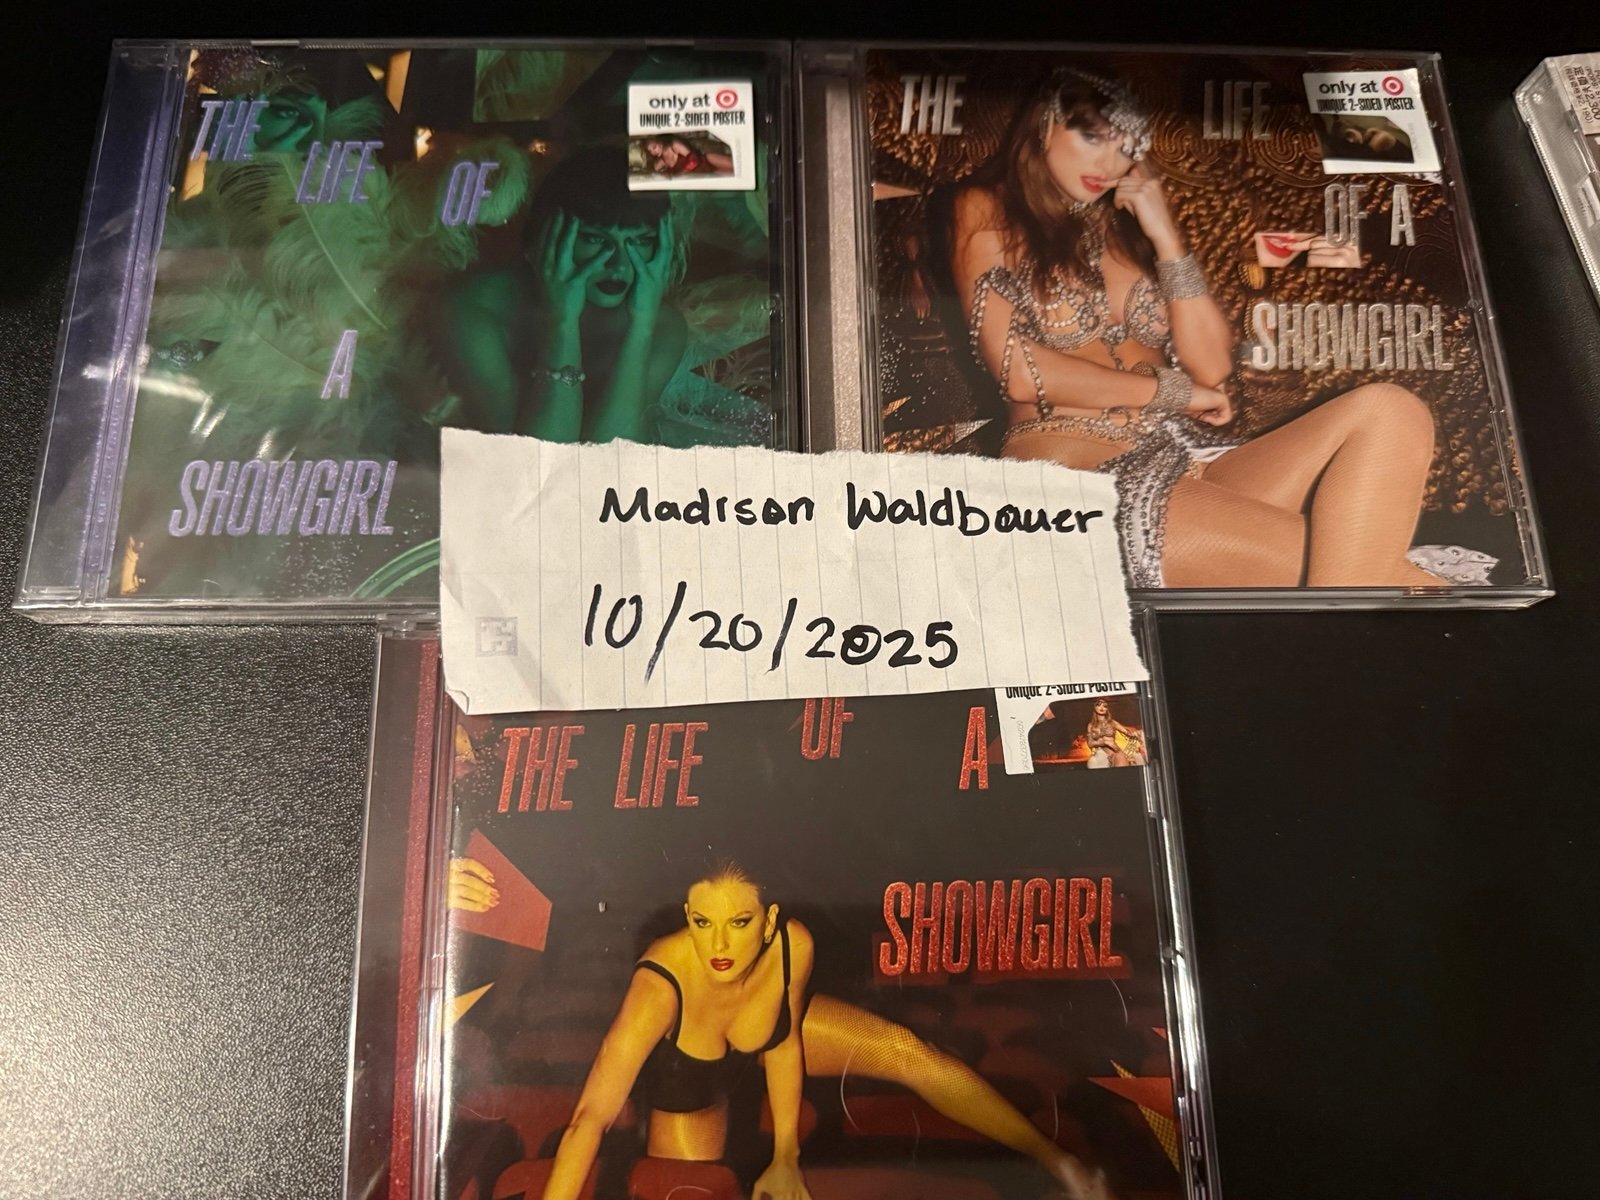 THE
LIFE
OF
A
SHOWGIRL
only at
UNIQUE 2-SIDED POSTER
THE LIFE
OF A
SHOWGIRL
only at
UNIQUE 2-SIDED POSTER
Madison Waldbauer
10/20/2025
UNIQUE 2-SIDED POSTER
THE LIFE OF A
SHOWGIRL